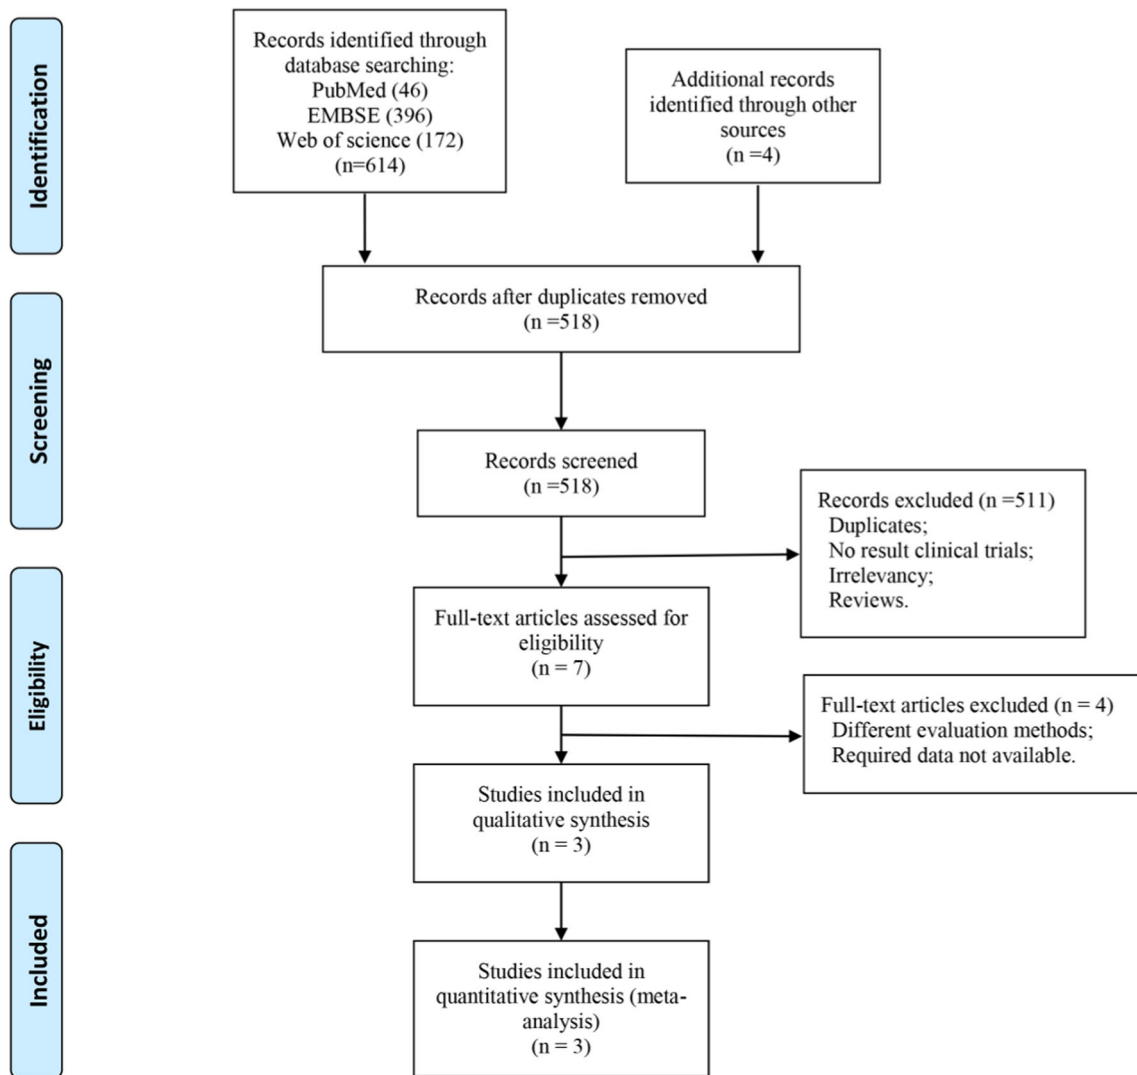 Identification
Records identified through
database searching:
PubMed (46)
EMBSE (396)
Web of science (172)
(n=614)
Additional records
identified through other
sources
(n =4)
Screening
Records after duplicates removed
(n =518)
Records screened
(n =518)
Records excluded (n =511)
Duplicates;
No result clinical trials;
Irrelevancy;
Reviews.
Eligibility
Full-text articles assessed for
eligibility
(n = 7)
Full-text articles excluded (n = 4)
Different evaluation methods;
Required data not available.
Studies included in
qualitative synthesis
(n = 3)
Included
Studies included in
quantitative synthesis (meta-
analysis)
(n = 3)